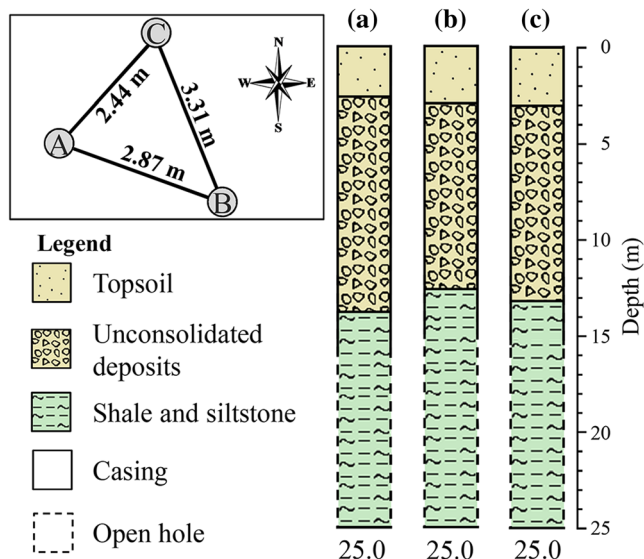 C
A
B
2.44 m
3.31 m
2.87 m
N
W E
S
Legend
Topsoil
Unconsolidated
deposits
Shale and siltstone
Casing
Open hole
(a) (b) (c)
0
5
10
15
20
25
Depth (m)
25.0 25.0 25.0